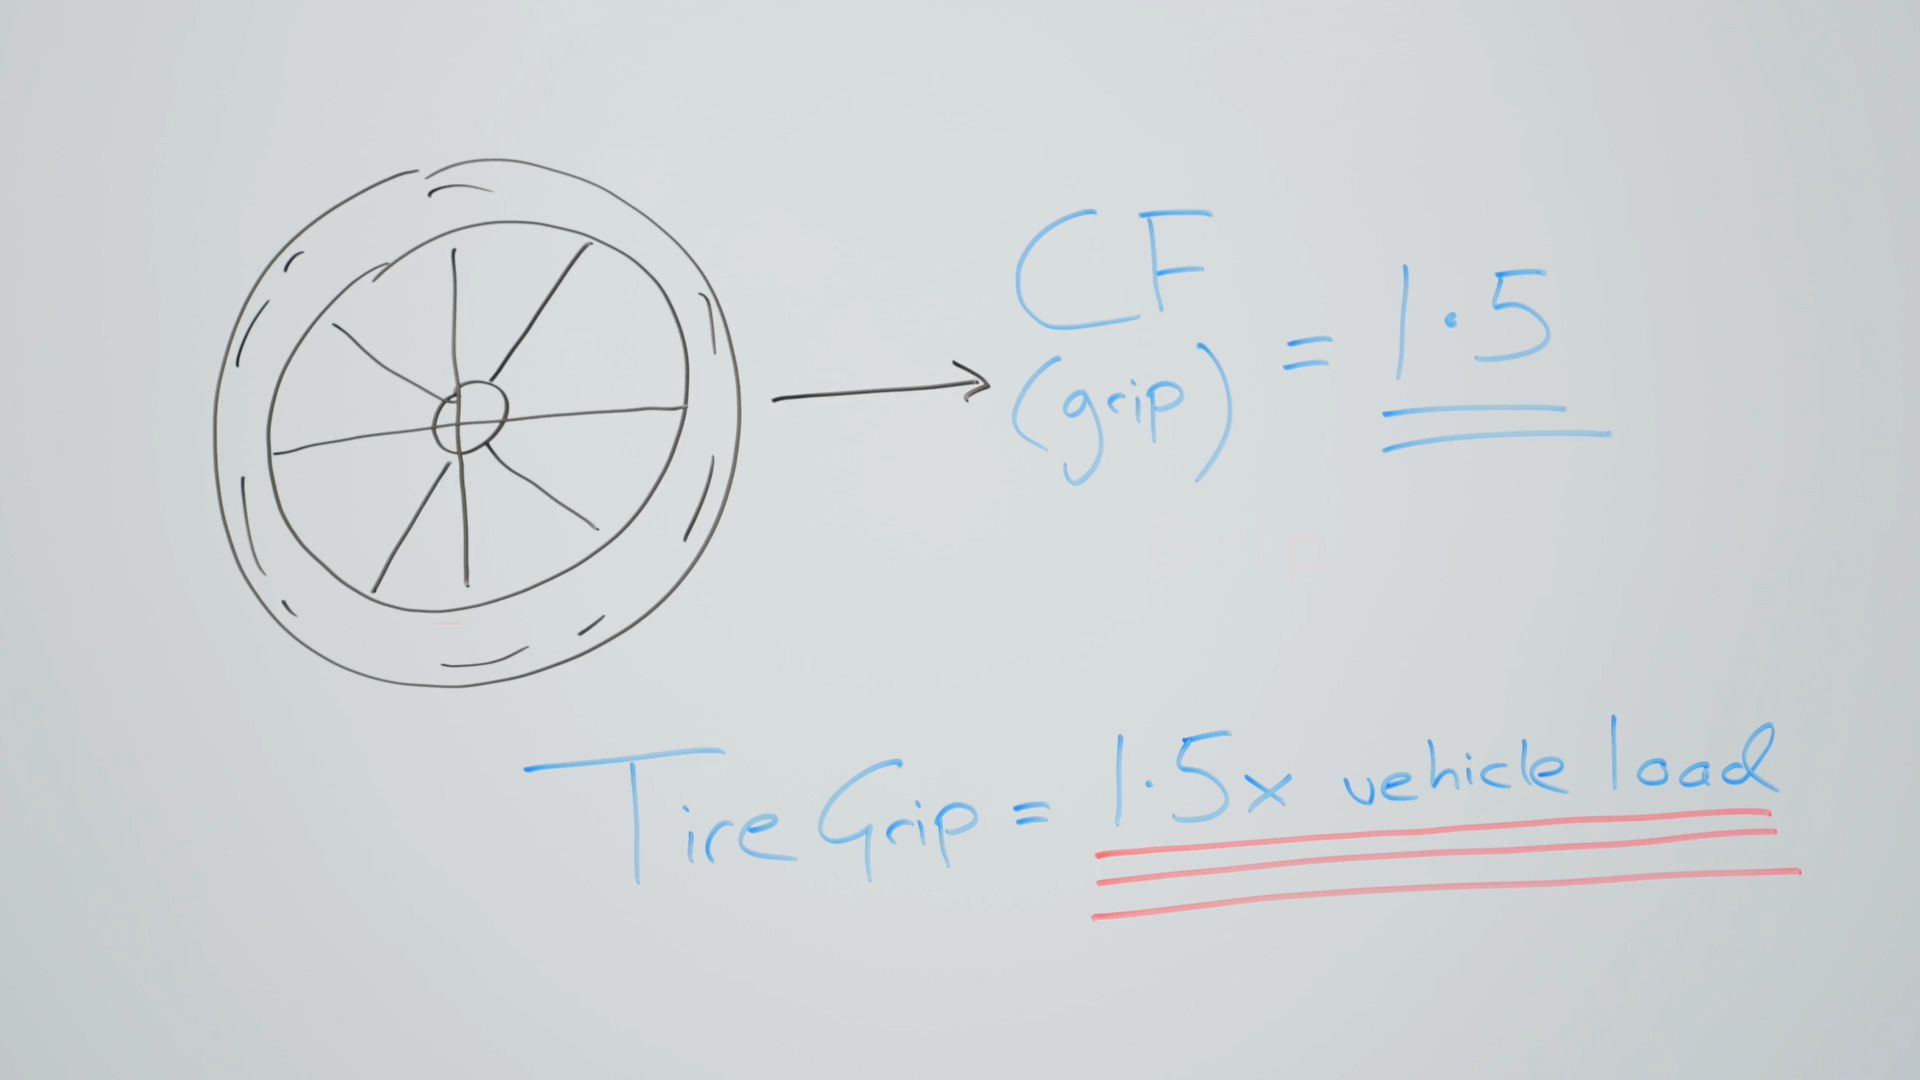 CF
(grip) = 1.5
Tire Grip = 1.5x vehicle load